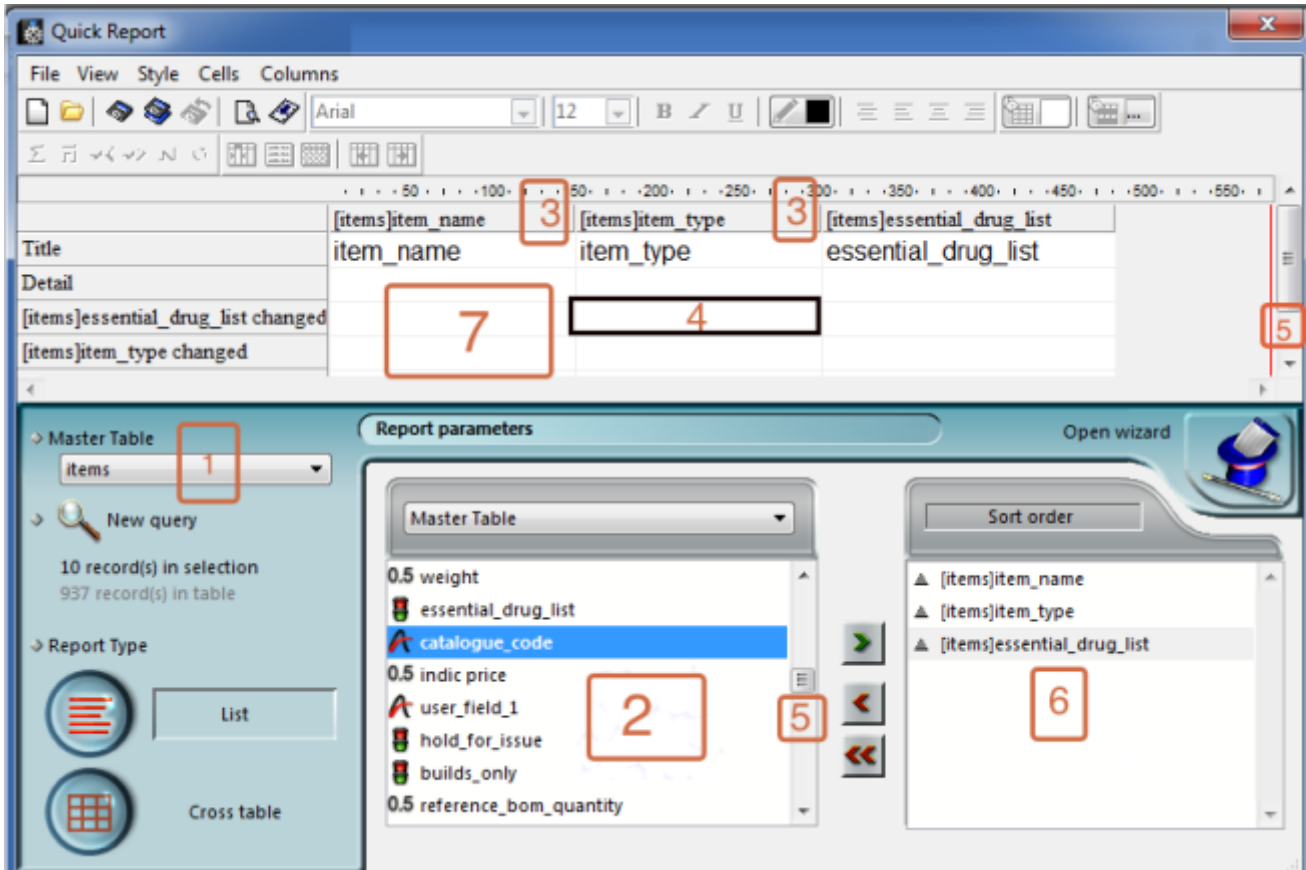 Quick Report
x
File View Style Cells Columns
Arial 12 B I U ...
Σ n N
50 100 50 200 250 300 350 400 450 500 550
[items]item_name 3 [items]item_type 3 [items]essential_drug_list
Title item_name item_type essential_drug_list
Detail
[items]essential_drug_list changed 7 4
5
[items]item_type changed
Master Table
items 1
Report parameters
Open wizard
New query
10 record(s) in selection
937 record(s) in table
Report Type
List
Cross table
Master Table
0.5 weight
essential_drug_list
catalogue_code
0.5 indic price
user_field_1
hold_for_issue
builds_only
0.5 reference_bom_quantity
2
5
Sort order
[items]item_name
[items]item_type
[items]essential_drug_list
6